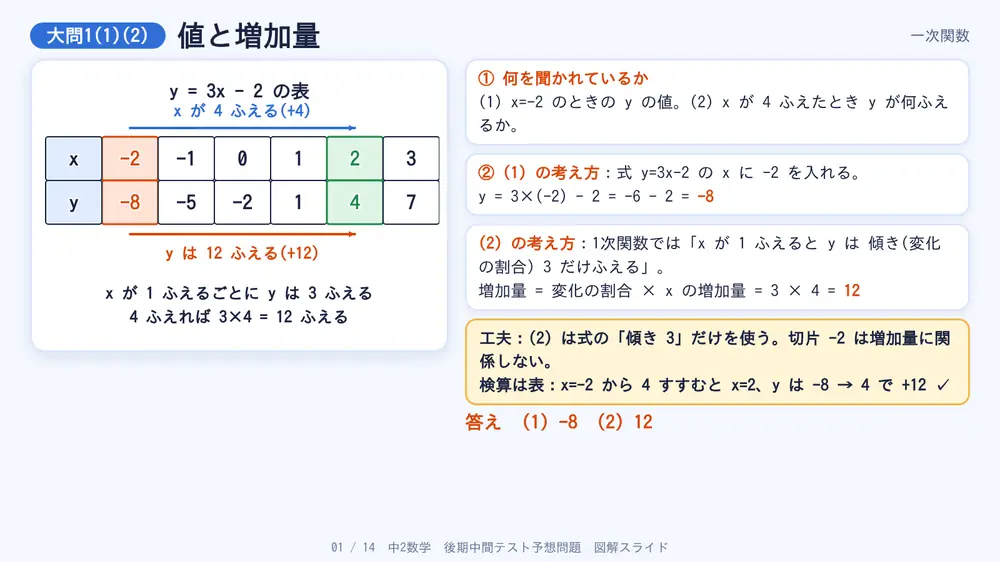 大問1(1)(2)
値と増加量
一次関数
y = 3x − 2 の表
x が 4 ふえる(+4)
x −2 −1 0 1 2 3
y −8 −5 −2 1 4 7
y は 12 ふえる(+12)
x が 1 ふえるごとに y は 3 ふえる
4 ふえれば 3×4 = 12 ふえる
① 何を聞かれているか
(1) x=-2 のときの y の値。(2) x が 4 ふえたとき y が何ふえ
るか。
② (1) の考え方：式 y=3x-2 の x に -2 を入れる。
y = 3×(-2) − 2 = -6 − 2 = -8
(2) の考え方：1次関数では「x が 1 ふえると y は 傾き(変化
の割合) 3 だけふえる」。
増加量 = 変化の割合 × x の増加量 = 3 × 4 = 12
工夫：(2) は式の「傾き 3」だけを使う。切片 -2 は増加量に関
係しない。
検算は表：x=-2 から 4 すすむと x=2、y は -8 → 4 で +12 ✓
答え (1) -8 (2) 12
01 / 14 中2数学 後期中間テスト予想問題 図解スライド